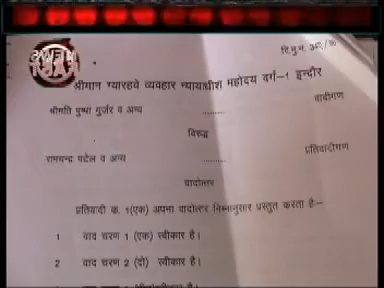 श्रीमान ग्यारहवे व्यवहार न्यायाधीश महोदय वर्ग-1 इन्दौर
श्रीमति पुष्पा गुर्जर व अन्य ........ वादीगण
विरुद्ध
रामचन्द्र पटेल व अन्य ........ प्रतिवादीगण
वादोत्तर
प्रतिवादी क. 1(एक) अपना वादोत्तर निम्नानुसार प्रस्तुत करता है:-
1 वाद चरण 1 (एक) स्वीकार है।
2 वाद चरण 2 (दो) स्वीकार है।